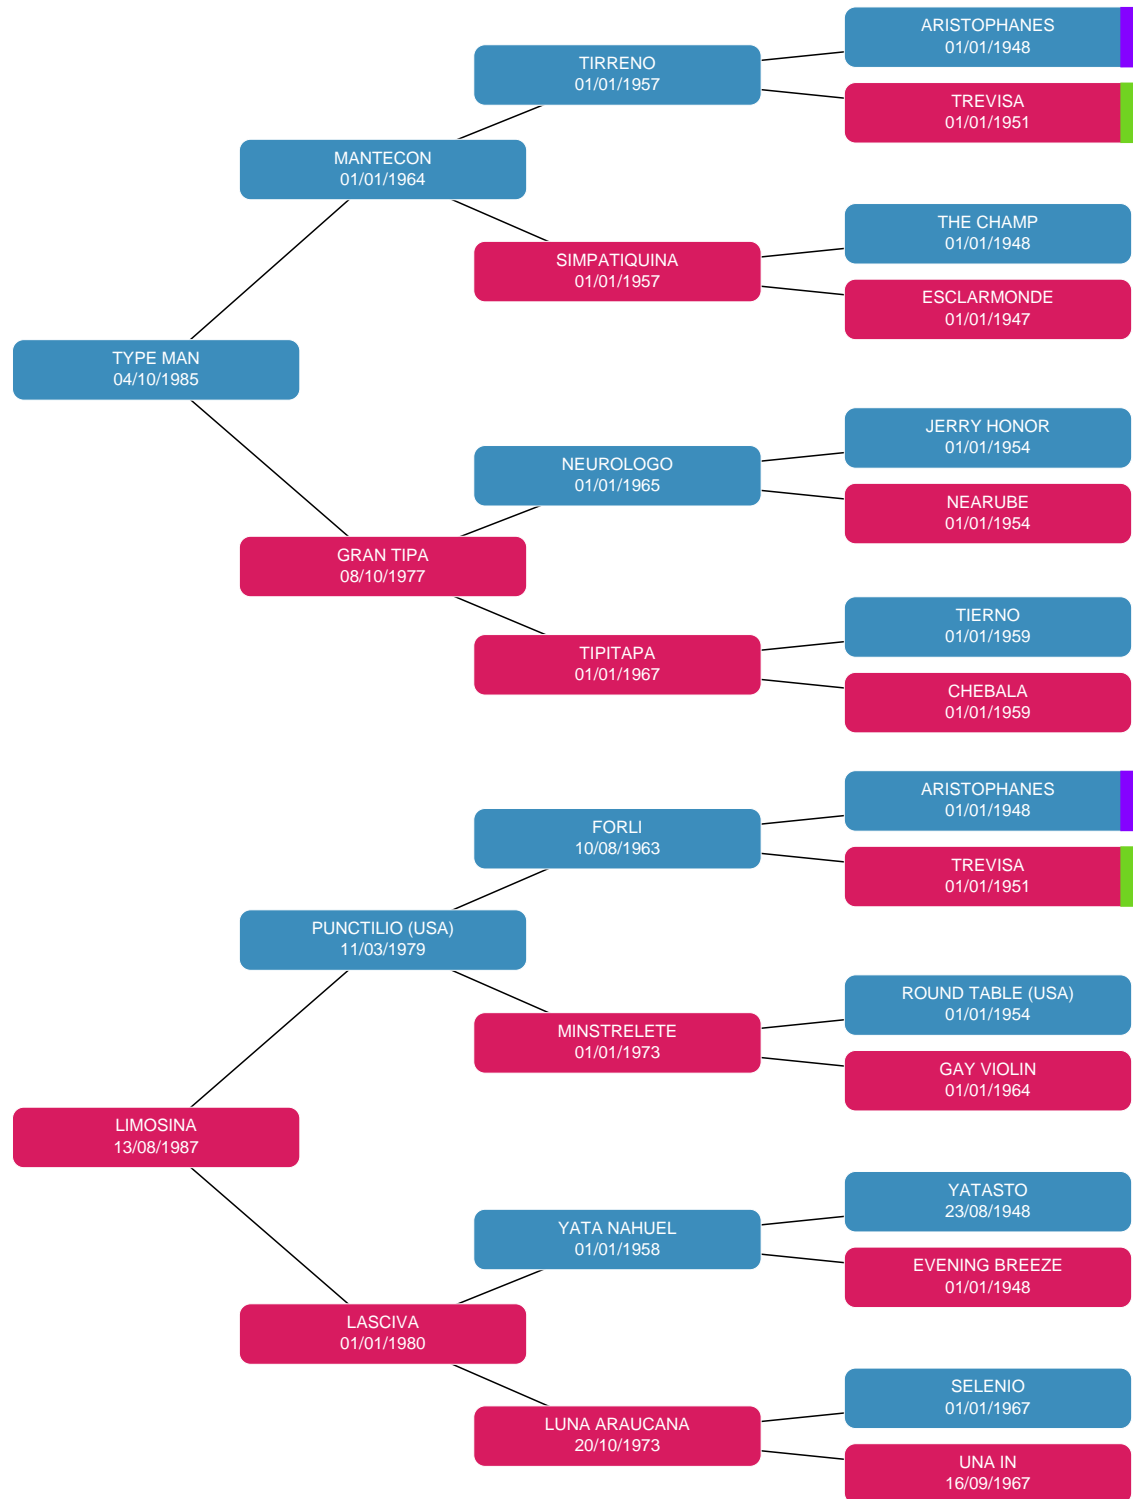 ARISTOPHANES
01/01/1948
TIRRENO
01/01/1957
TREVISA
01/01/1951
MANTECON
01/01/1964
THE CHAMP
01/01/1948
SIMPATIQUINA
01/01/1957
ESCLARMONDE
01/01/1947
TYPE MAN
04/10/1985
JERRY HONOR
01/01/1954
NEUROLOGO
01/01/1965
NEARUBE
01/01/1954
GRAN TIPA
08/10/1977
TIERNO
01/01/1959
TIPITAPA
01/01/1967
CHEBALA
01/01/1959
ARISTOPHANES
01/01/1948
FORLI
10/08/1963
TREVISA
01/01/1951
PUNCTILIO (USA)
11/03/1979
ROUND TABLE (USA)
01/01/1954
MINSTRELETE
01/01/1973
GAY VIOLIN
01/01/1964
LIMOSINA
13/08/1987
YATASTO
23/08/1948
YATA NAHUEL
01/01/1958
EVENING BREEZE
01/01/1948
LASCIVA
01/01/1980
SELENIO
01/01/1967
LUNA ARAUCANA
20/10/1973
UNA IN
16/09/1967